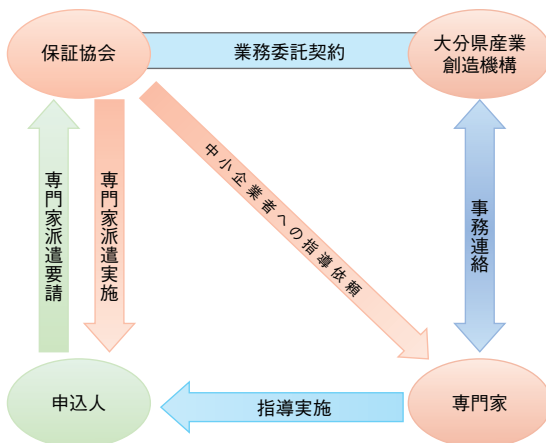 保証協会
業務委託契約
大分県産業
創造機構
専門家派遣要請
専門家派遣実施
中小企業者への指導依頼
事務連絡
申込人
指導実施
専門家